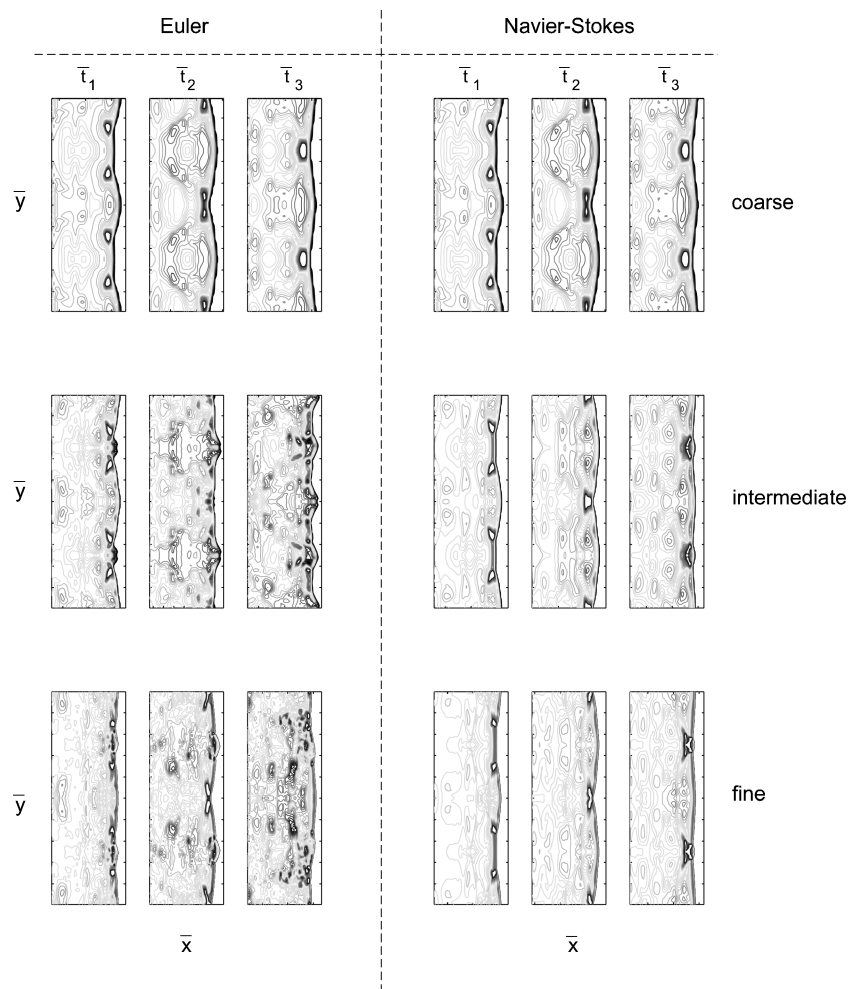 Euler Navier-Stokes
t̅ 1 t̅ 2 t̅ 3 t̅ 1 t̅ 2 t̅ 3
y̅ coarse
y̅ intermediate
y̅ fine
x̅ x̅